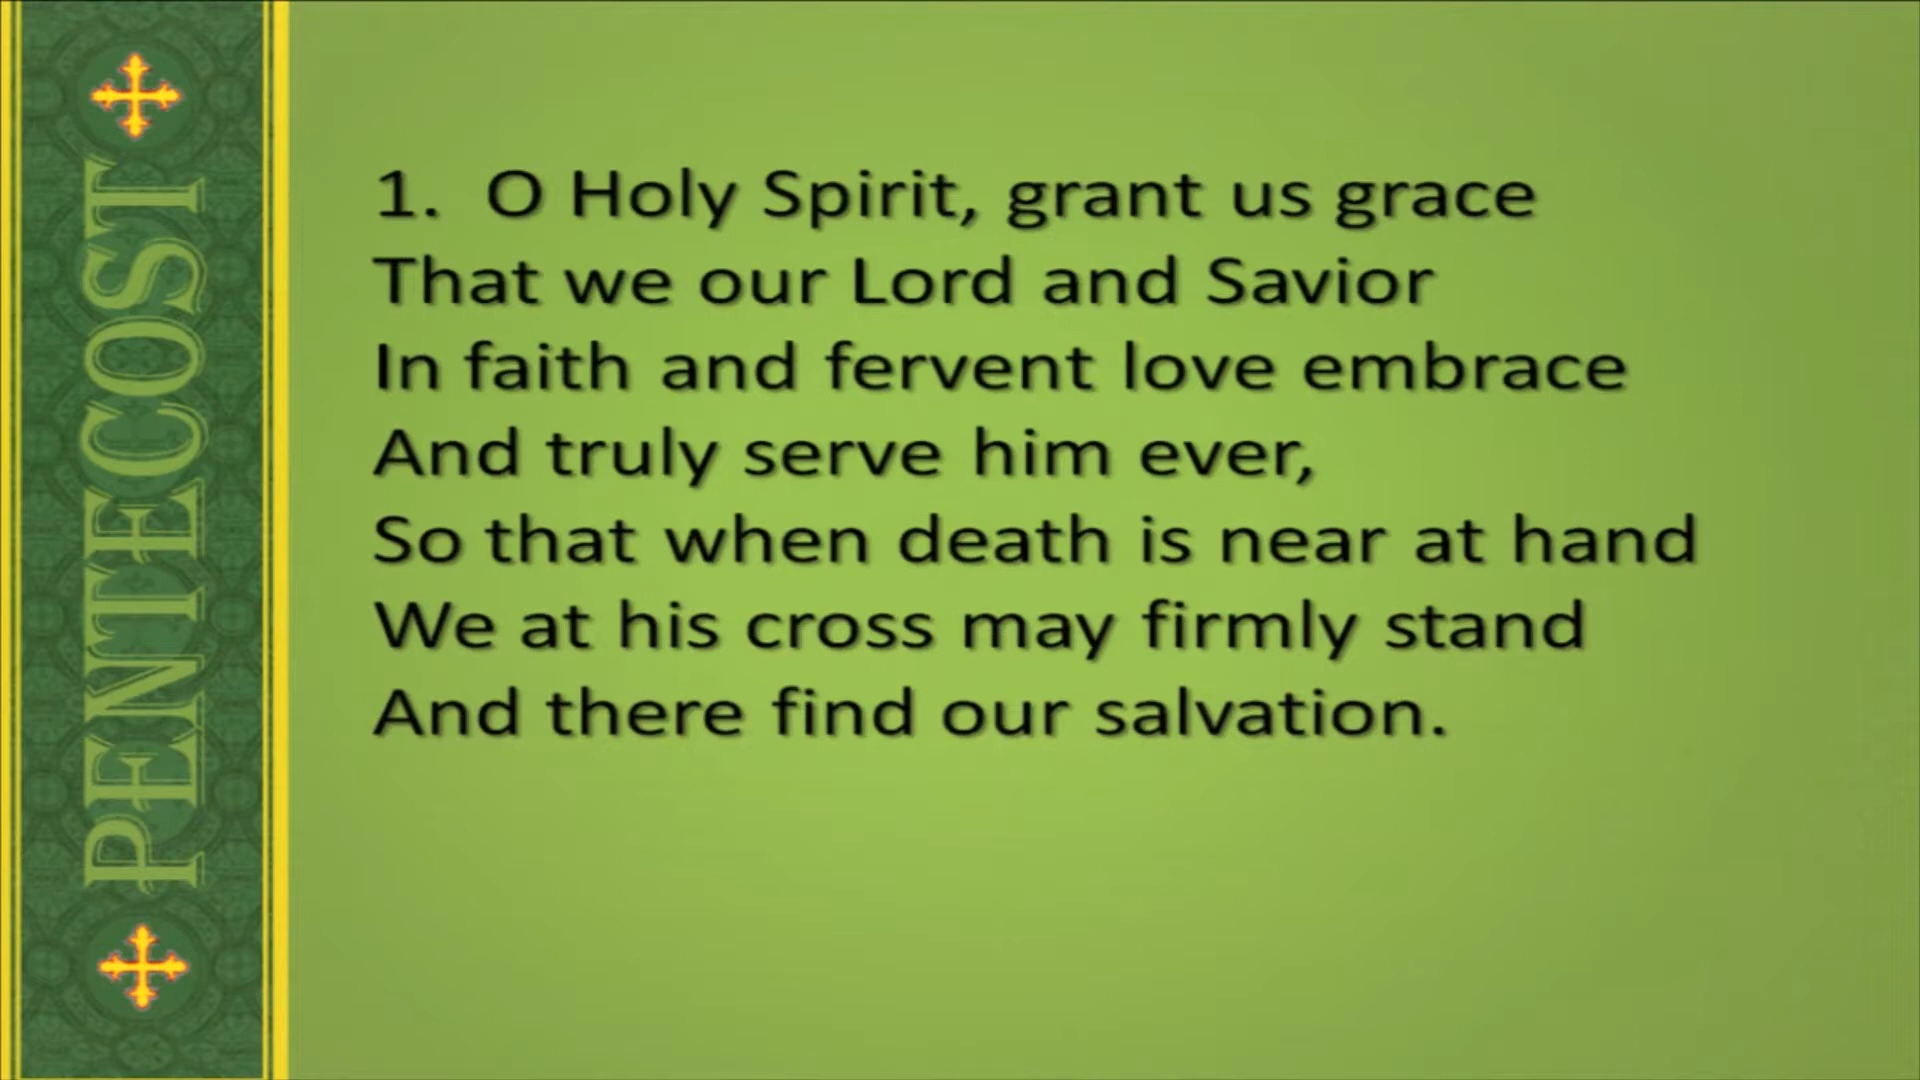 PENTECOST
1. O Holy Spirit, grant us grace
That we our Lord and Savior
In faith and fervent love embrace
And truly serve him ever,
So that when death is near at hand
We at his cross may firmly stand
And there find our salvation.